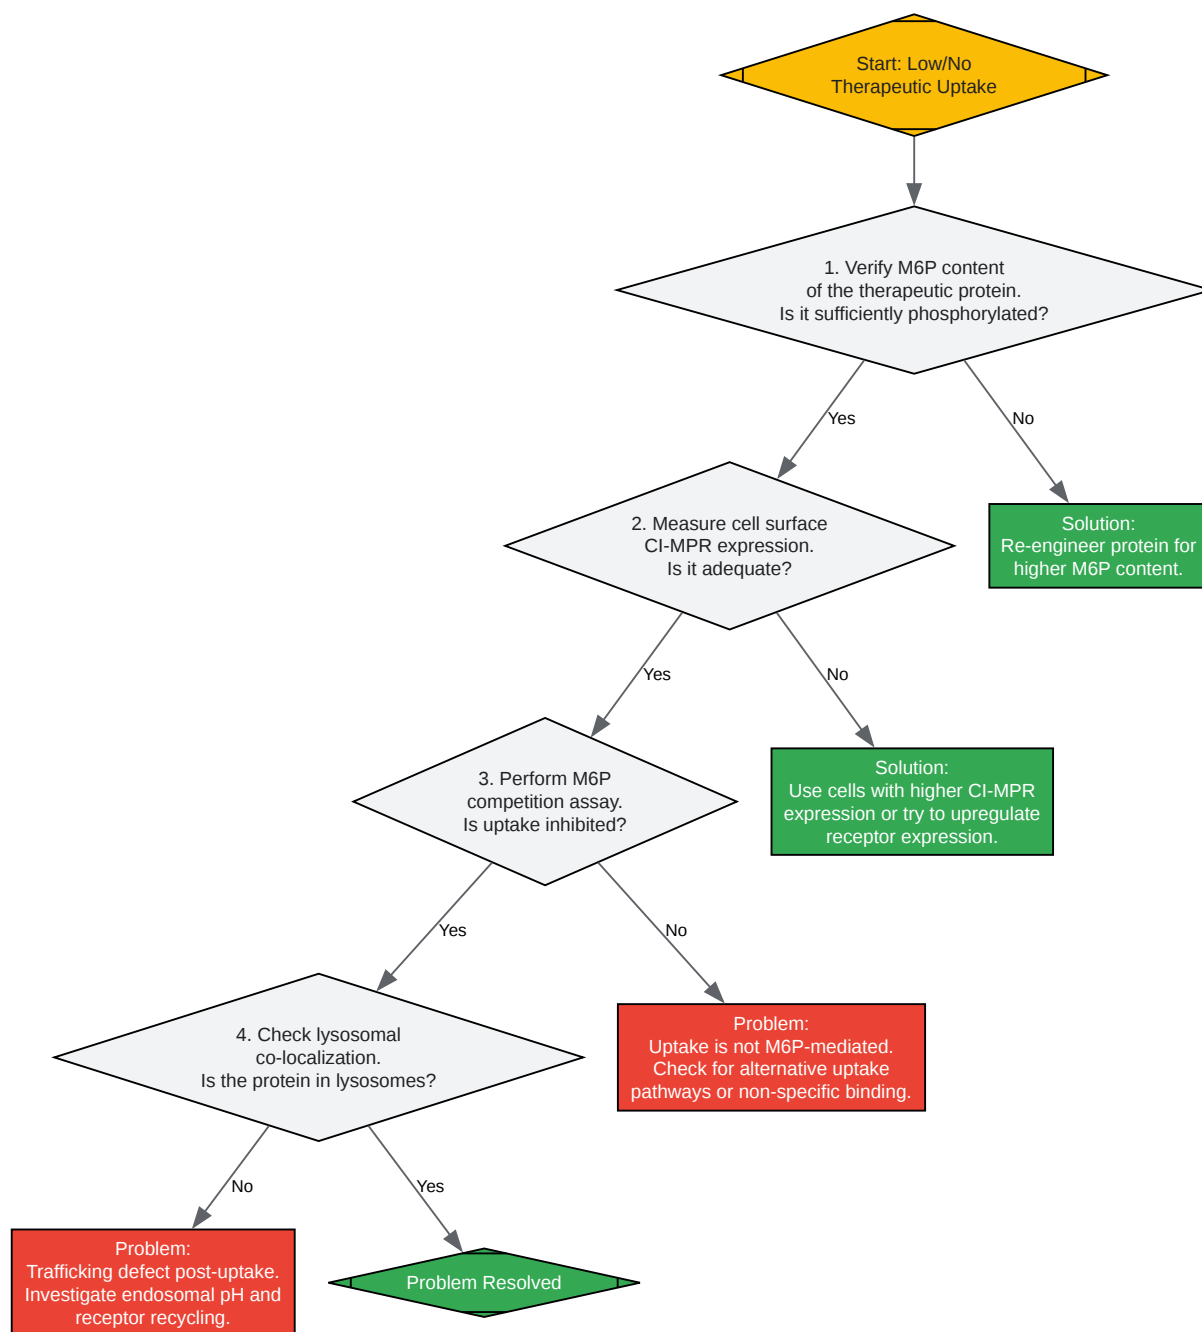 Start: Low/No
Therapeutic Uptake
1. Verify M6P content
of the therapeutic protein.
Is it sufficiently phosphorylated?
Yes
No
2. Measure cell surface
CI-MPR expression.
Is it adequate?
Solution:
Re-engineer protein for
higher M6P content.
Yes
No
3. Perform M6P
competition assay.
Is uptake inhibited?
Solution:
Use cells with higher CI-MPR
expression or try to upregulate
receptor expression.
Yes
No
4. Check lysosomal
co-localization.
Is the protein in lysosomes?
Problem:
Uptake is not M6P-mediated.
Check for alternative uptake
pathways or non-specific binding.
No
Yes
Problem:
Trafficking defect post-uptake.
Investigate endosomal pH and
receptor recycling.
Problem Resolved